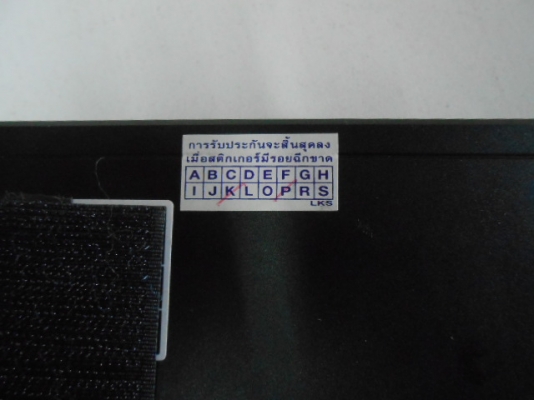 การรับประกันจะสิ้นสุดลง
เมื่อสติกเกอร์มีรอยฉีกขาด
A B C D E F G H
I J K L O P R S
LKS